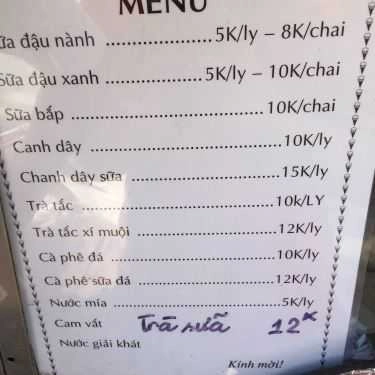 MENU
ữa đậu nành .................... 5K/ly – 8K/chai
Sữa đậu xanh .................... 5K/ly – 10K/chai
Sữa bắp .................... 10K/chai
Canh dây .................... 10K/ly
Chanh dây sữa .................... 15K/ly
Trà tắc .................... 10k/LY
Trà tắc xí muội .................... 12K/ly
Cà phê đá .................... 10K/ly
Cà phê sữa đá .................... 12K/ly
Nước mía .................... 5K/ly
Cam vắt Trà sữa 12K
Nước giải khát
Kính mời!